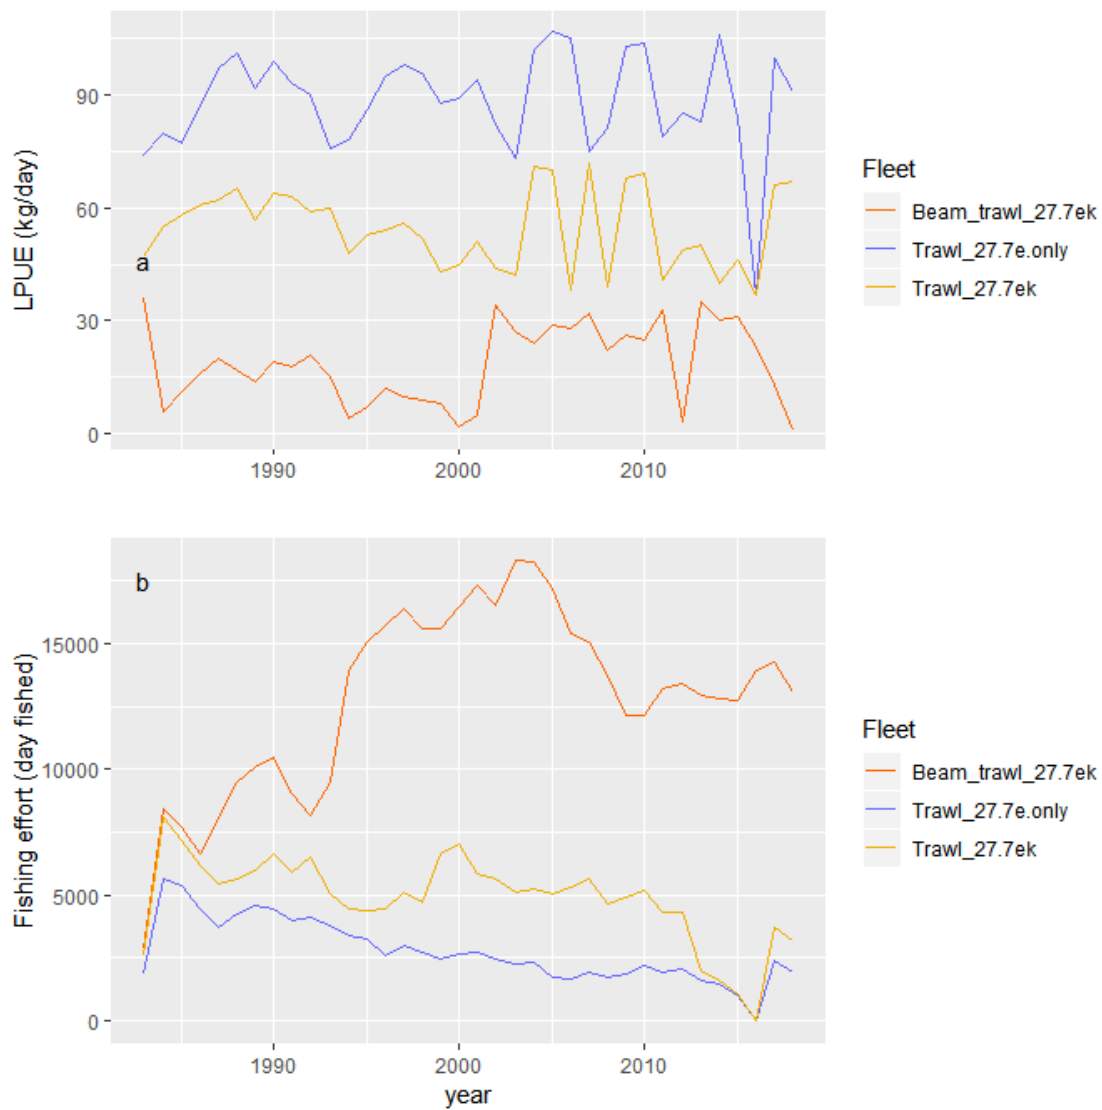 LPUE (kg/day)
90
60
30
0
a
1990 2000 2010
Fleet
Beam_trawl_27.7ek
Trawl_27.7e.only
Trawl_27.7ek
Fishing effort (day fished)
15000
10000
5000
0
b
1990 2000 2010
year
Fleet
Beam_trawl_27.7ek
Trawl_27.7e.only
Trawl_27.7ek